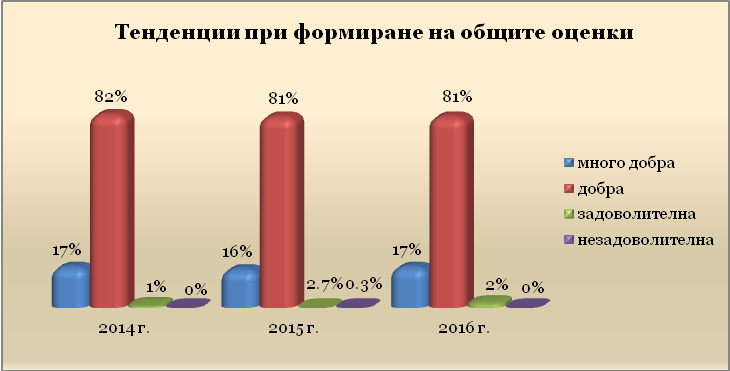 Тенденции при формиране на общите оценки
82%
81%
81%
17%
16%
17%
1%
0%
2.7%
0.3%
2%
0%
2014 г.
2015 г.
2016 г.
много добра
добра
задоволителна
незадоволителна